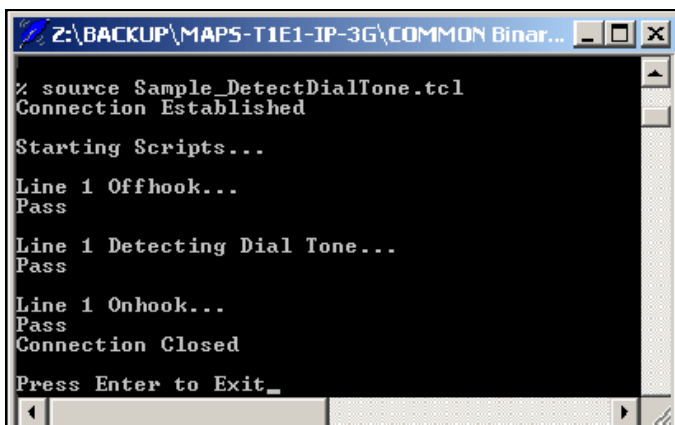 Z:\BACKUP\MAPS-T1E1-IP-3G\COMMON Binar...
% source Sample_DetectDialTone.tcl
Connection Established
Starting Scripts...
Line 1 Offhook...
Pass
Line 1 Detecting Dial Tone...
Pass
Line 1 Onhook...
Pass
Connection Closed
Press Enter to Exit_